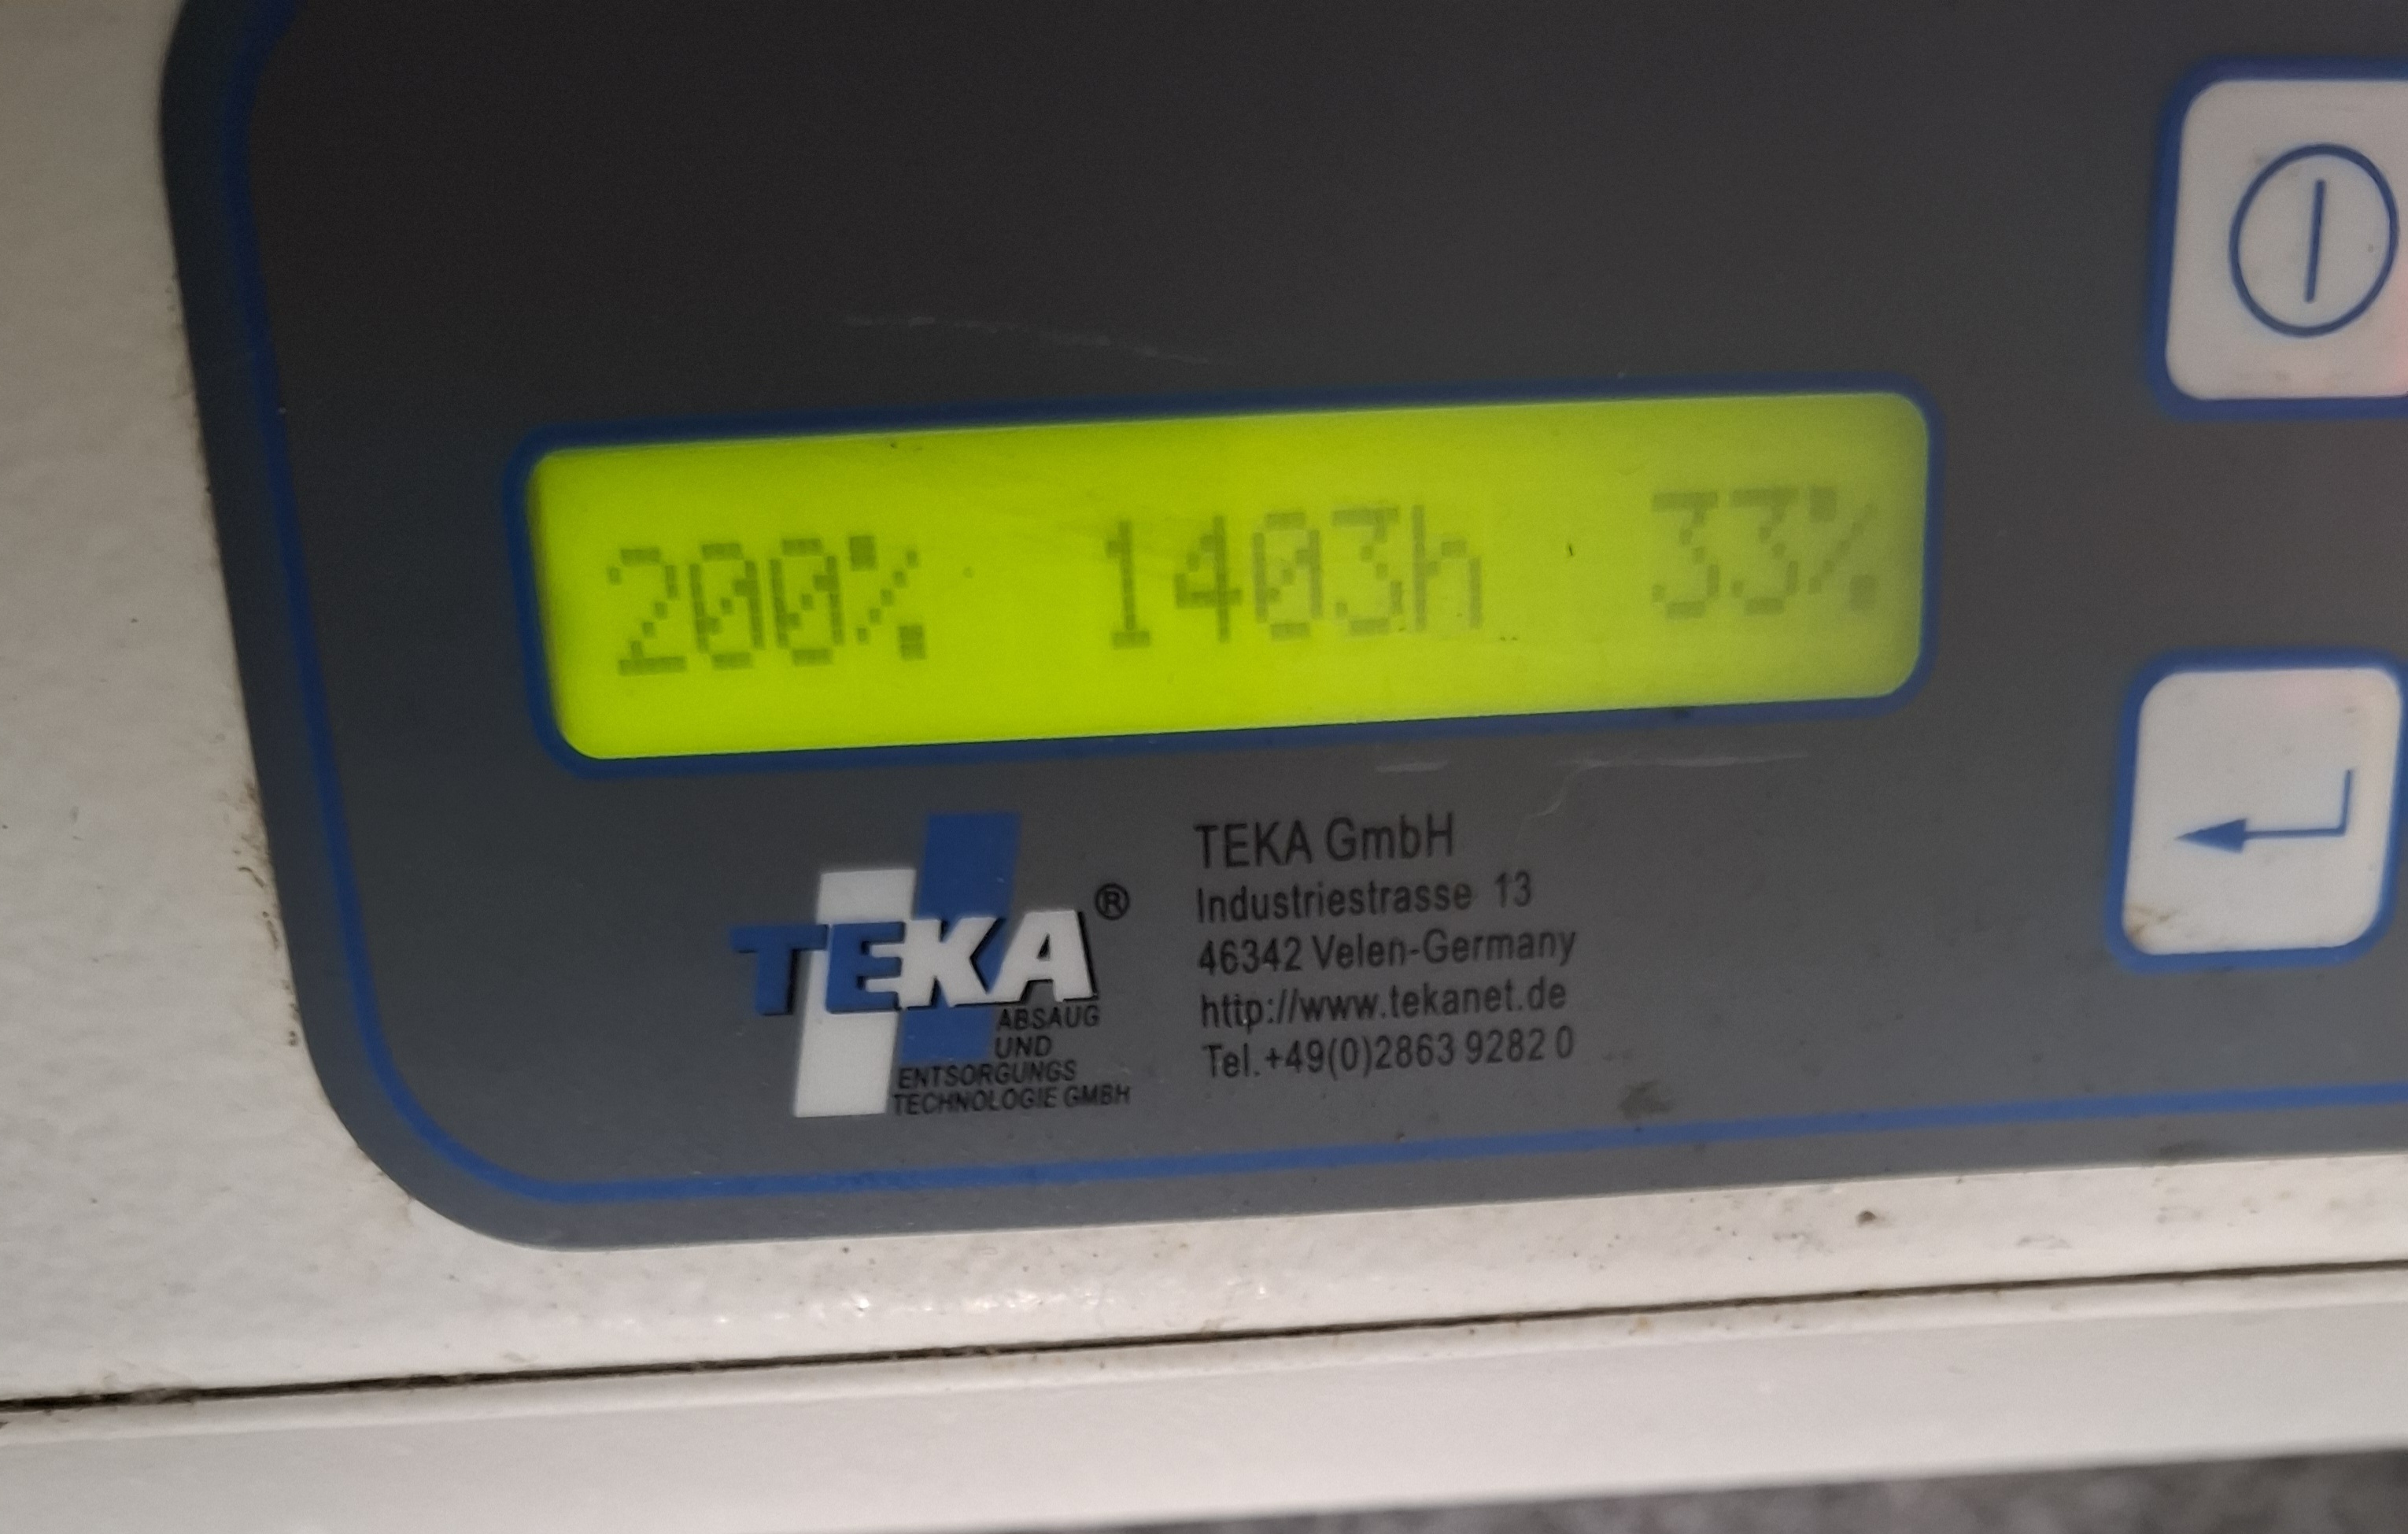 200% 1403h 33%
TEKA®
ABSAUG
UND
ENTSORGUNGS
TECHNOLOGIE GMBH
TEKA GmbH
Industriestrasse 13
46342 Velen-Germany
http://www.tekanet.de
Tel.+49(0)2863 9282 0